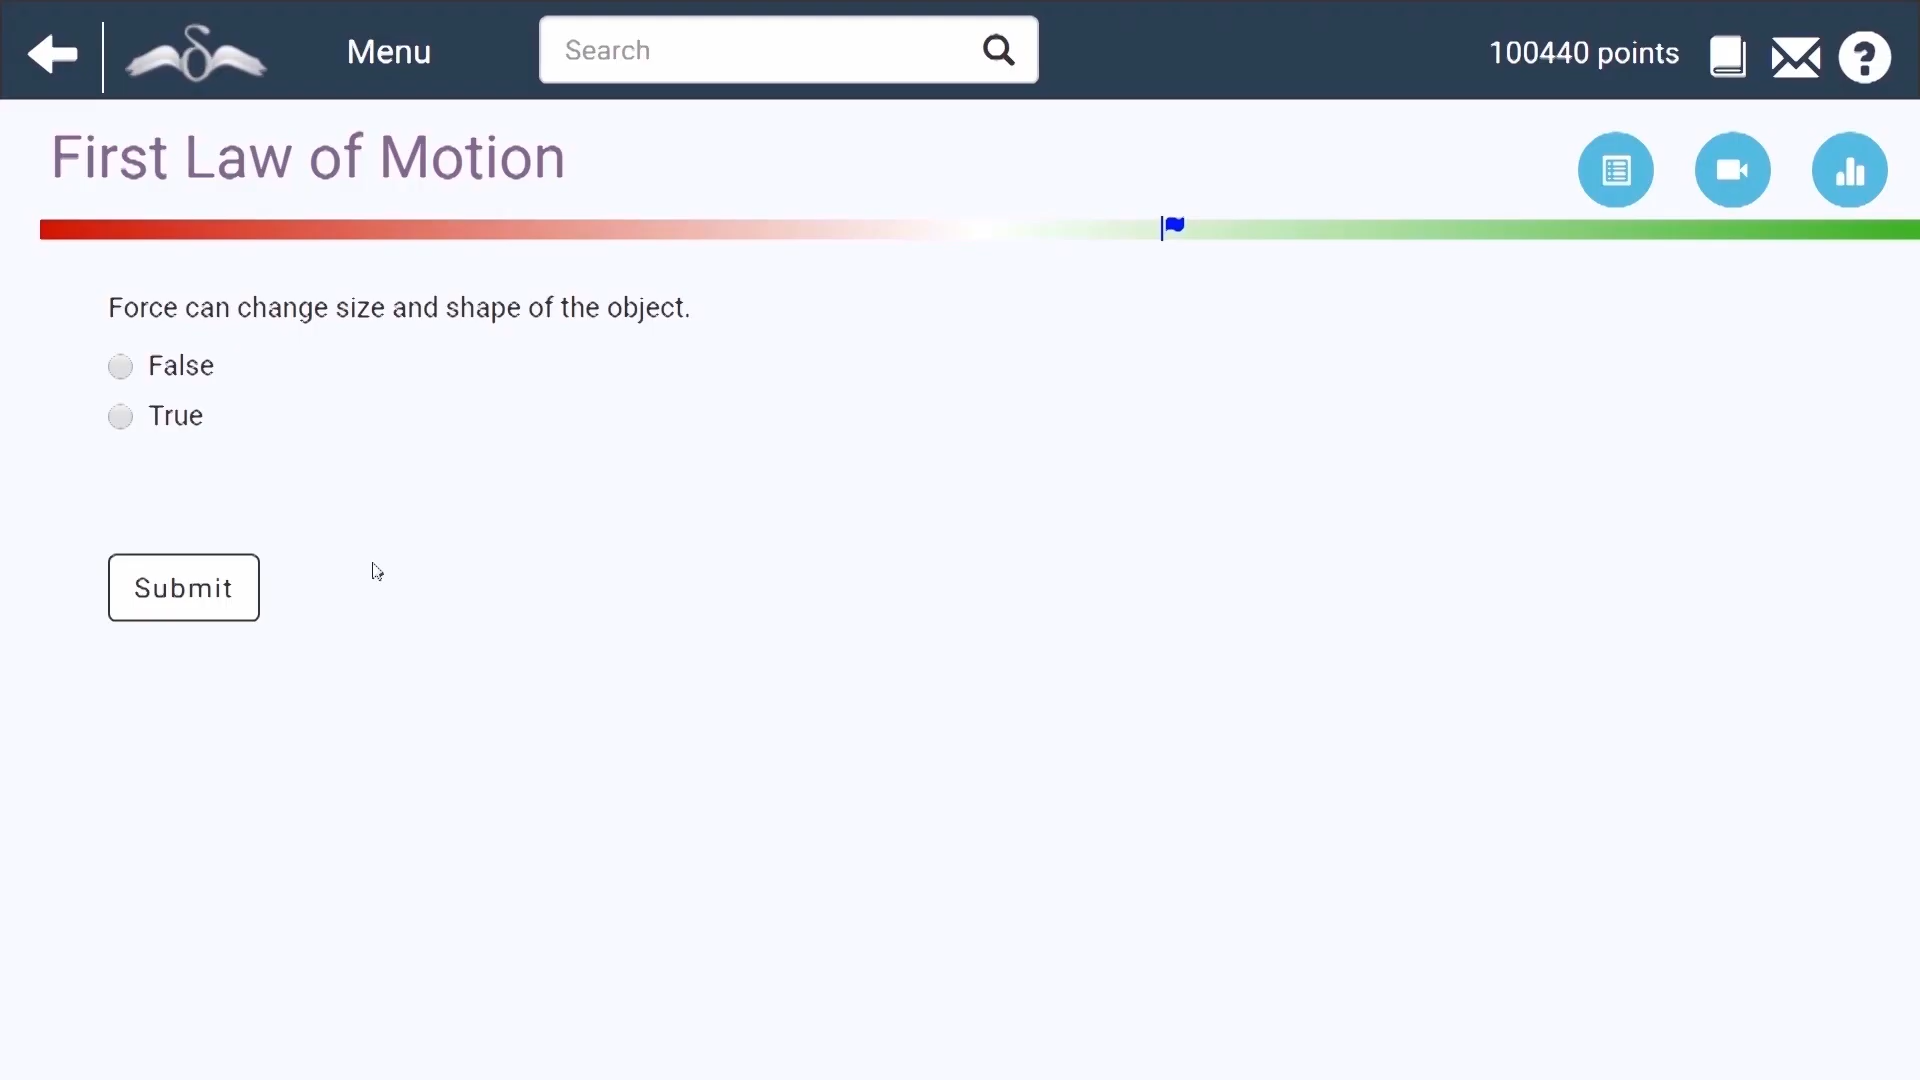 Menu
Search
100440 points
First Law of Motion
Force can change size and shape of the object.
False
True
Submit